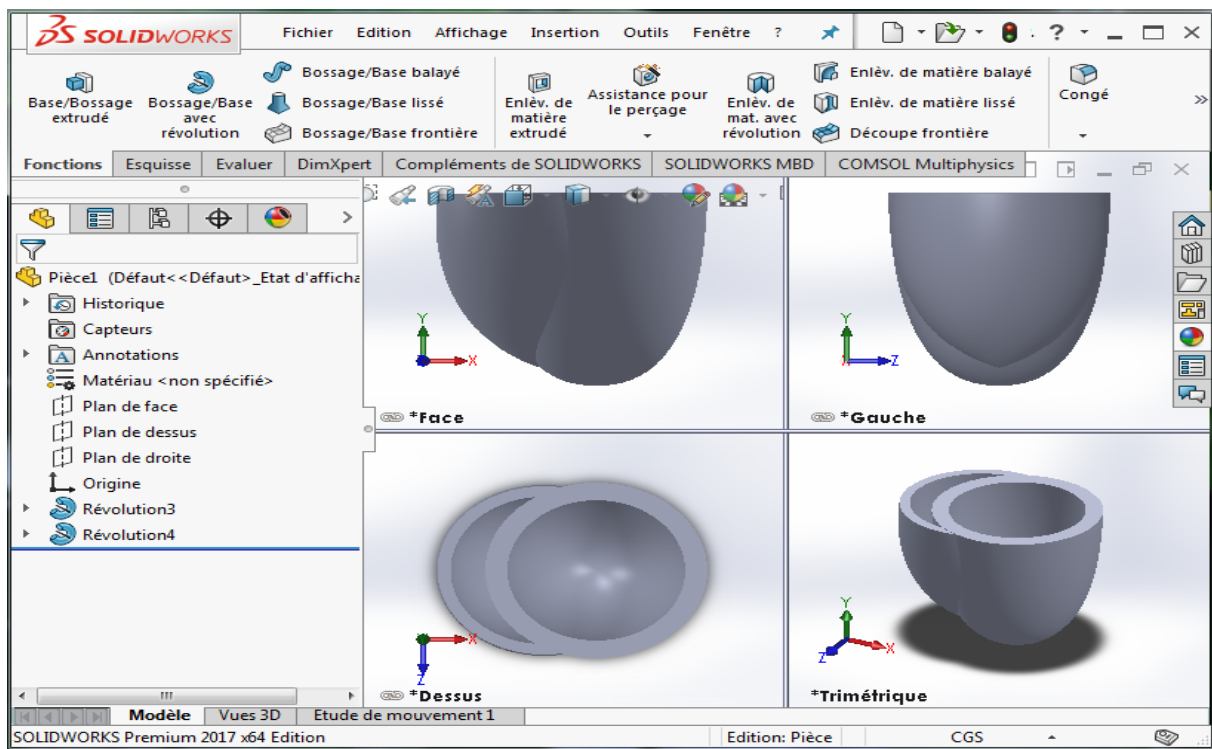 SOLIDWORKS Fichier Edition Affichage Insertion Outils Fenêtre ? ?
Base/Bossage extrudé
Bossage/Base avec révolution
Bossage/Base balayé
Bossage/Base lissé
Bossage/Base frontière
Enlèv. de matière extrudé
Assistance pour le perçage
Enlèv. de mat. avec révolution
Enlèv. de matière balayé
Enlèv. de matière lissé
Découpe frontière
Congé
Fonctions Esquisse Evaluer DimXpert Compléments de SOLIDWORKS SOLIDWORKS MBD COMSOL Multiphysics
Pièce1 (Défaut<<Défaut>_Etat d'afficha
Historique
Capteurs
A Annotations
Matériau <non spécifié>
Plan de face
Plan de dessus
Plan de droite
Origine
Révolution3
Révolution4
Y X
*Face
Y X Z
*Gauche
X Z
*Dessus
Y X Z
*Trimétrique
Modèle Vues 3D Etude de mouvement 1
SOLIDWORKS Premium 2017 x64 Edition Edition: Pièce CGS